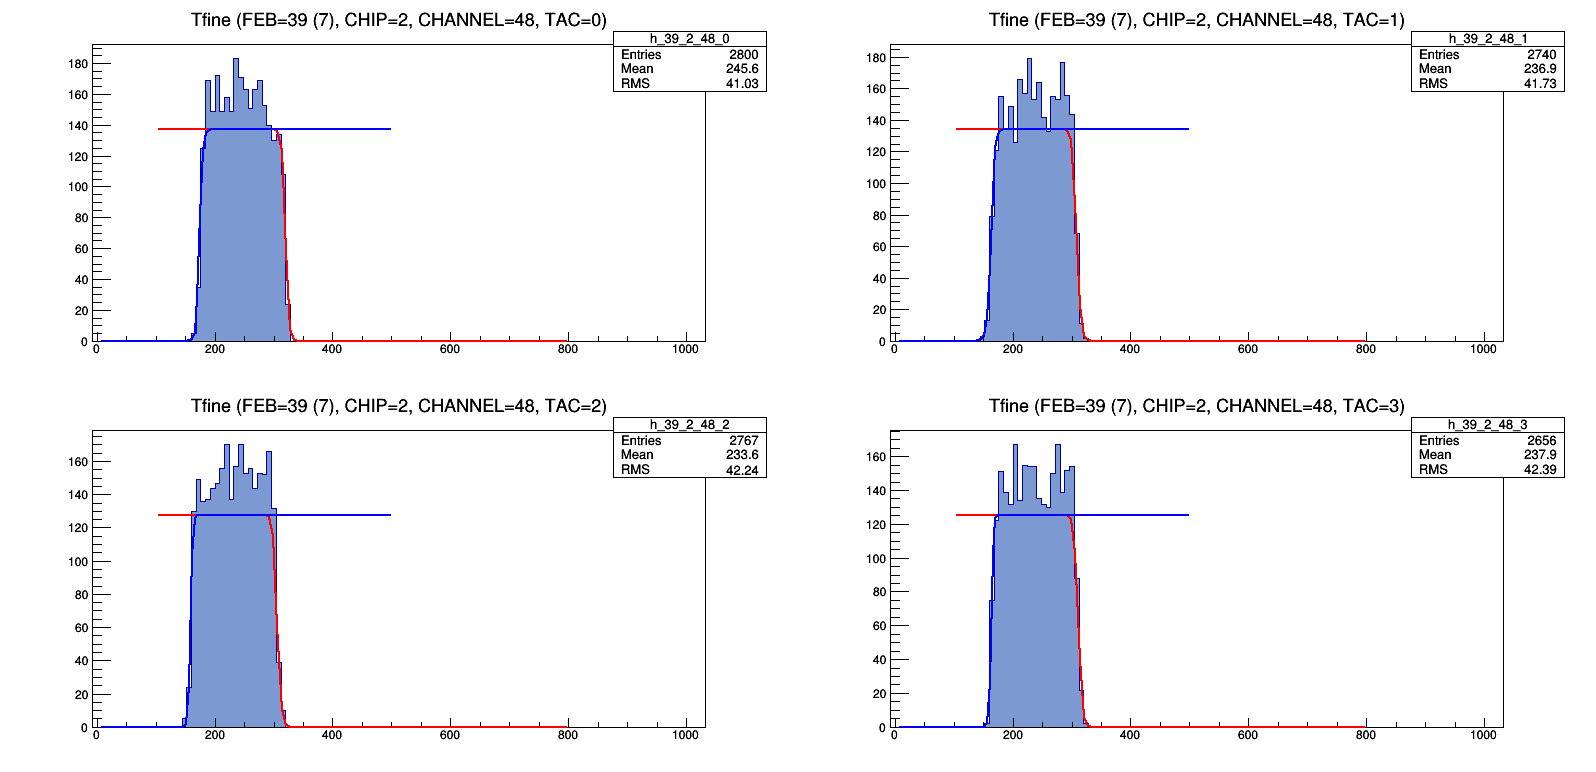 Tfine (FEB=39 (7), CHIP=2, CHANNEL=48, TAC=0)
h_39_2_48_0
Entries 2800
Mean 245.6
RMS 41.03
180
160
140
120
100
80
60
40
20
0
0 200 400 600 800 1000
Tfine (FEB=39 (7), CHIP=2, CHANNEL=48, TAC=1)
h_39_2_48_1
Entries 2740
Mean 236.9
RMS 41.73
180
160
140
120
100
80
60
40
20
0
0 200 400 600 800 1000
Tfine (FEB=39 (7), CHIP=2, CHANNEL=48, TAC=2)
h_39_2_48_2
Entries 2767
Mean 233.6
RMS 42.24
160
140
120
100
80
60
40
20
0
0 200 400 600 800 1000
Tfine (FEB=39 (7), CHIP=2, CHANNEL=48, TAC=3)
h_39_2_48_3
Entries 2656
Mean 237.9
RMS 42.39
160
140
120
100
80
60
40
20
0
0 200 400 600 800 1000